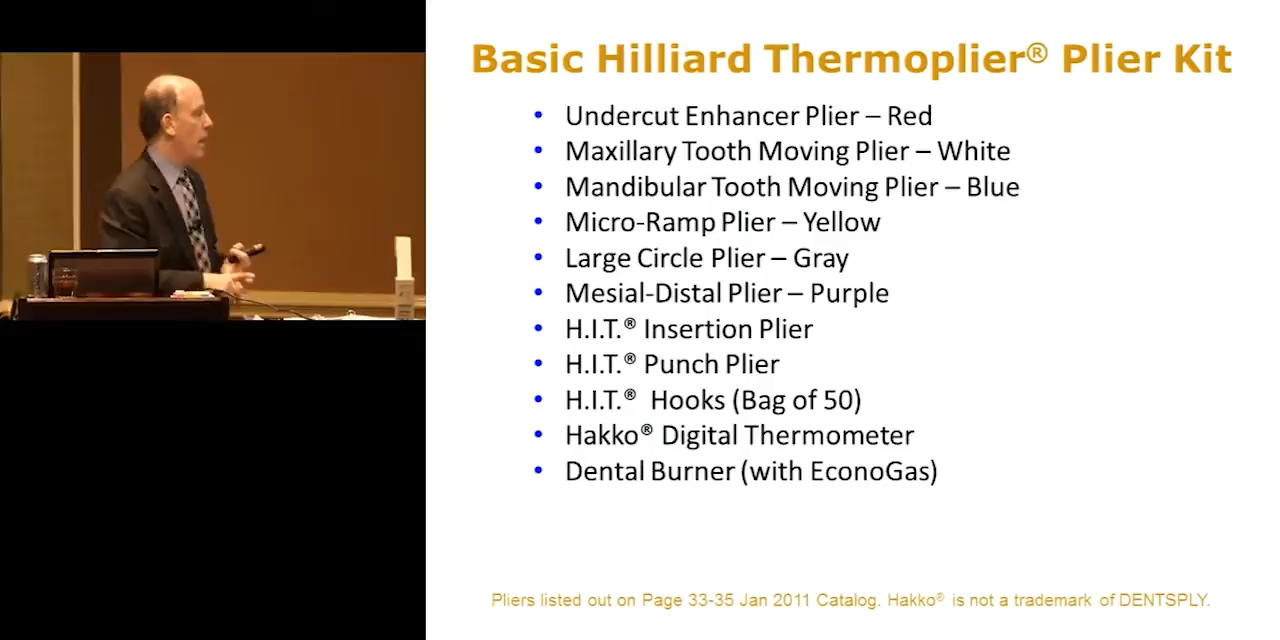 Basic Hilliard Thermoplier® Plier Kit
• Undercut Enhancer Plier – Red
• Maxillary Tooth Moving Plier – White
• Mandibular Tooth Moving Plier – Blue
• Micro-Ramp Plier – Yellow
• Large Circle Plier – Gray
• Mesial-Distal Plier – Purple
• H.I.T.® Insertion Plier
• H.I.T.® Punch Plier
• H.I.T.® Hooks (Bag of 50)
• Hakko® Digital Thermometer
• Dental Burner (with EconoGas)
Pliers listed out on Page 33-35 Jan 2011 Catalog. Hakko® is not a trademark of DENTSPLY.